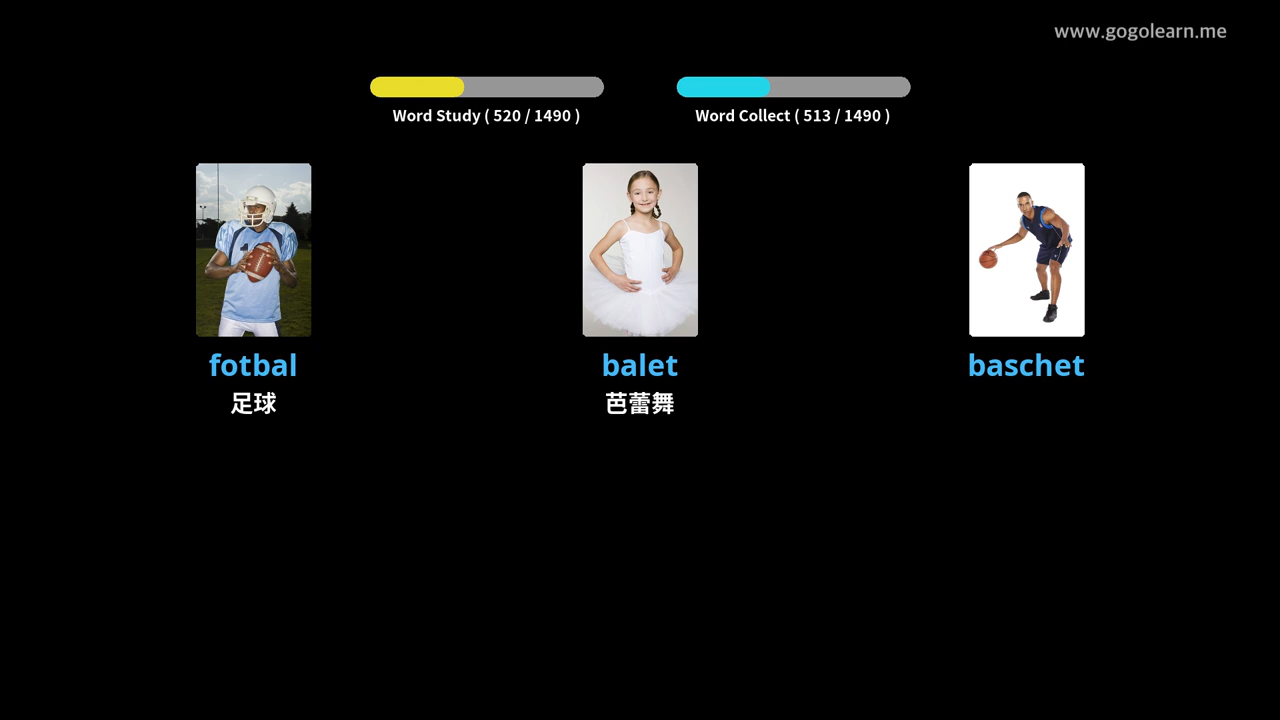 www.gogolearn.me
Word Study ( 520 / 1490 )
Word Collect ( 513 / 1490 )
fotbal
balet
baschet
足球
芭蕾舞